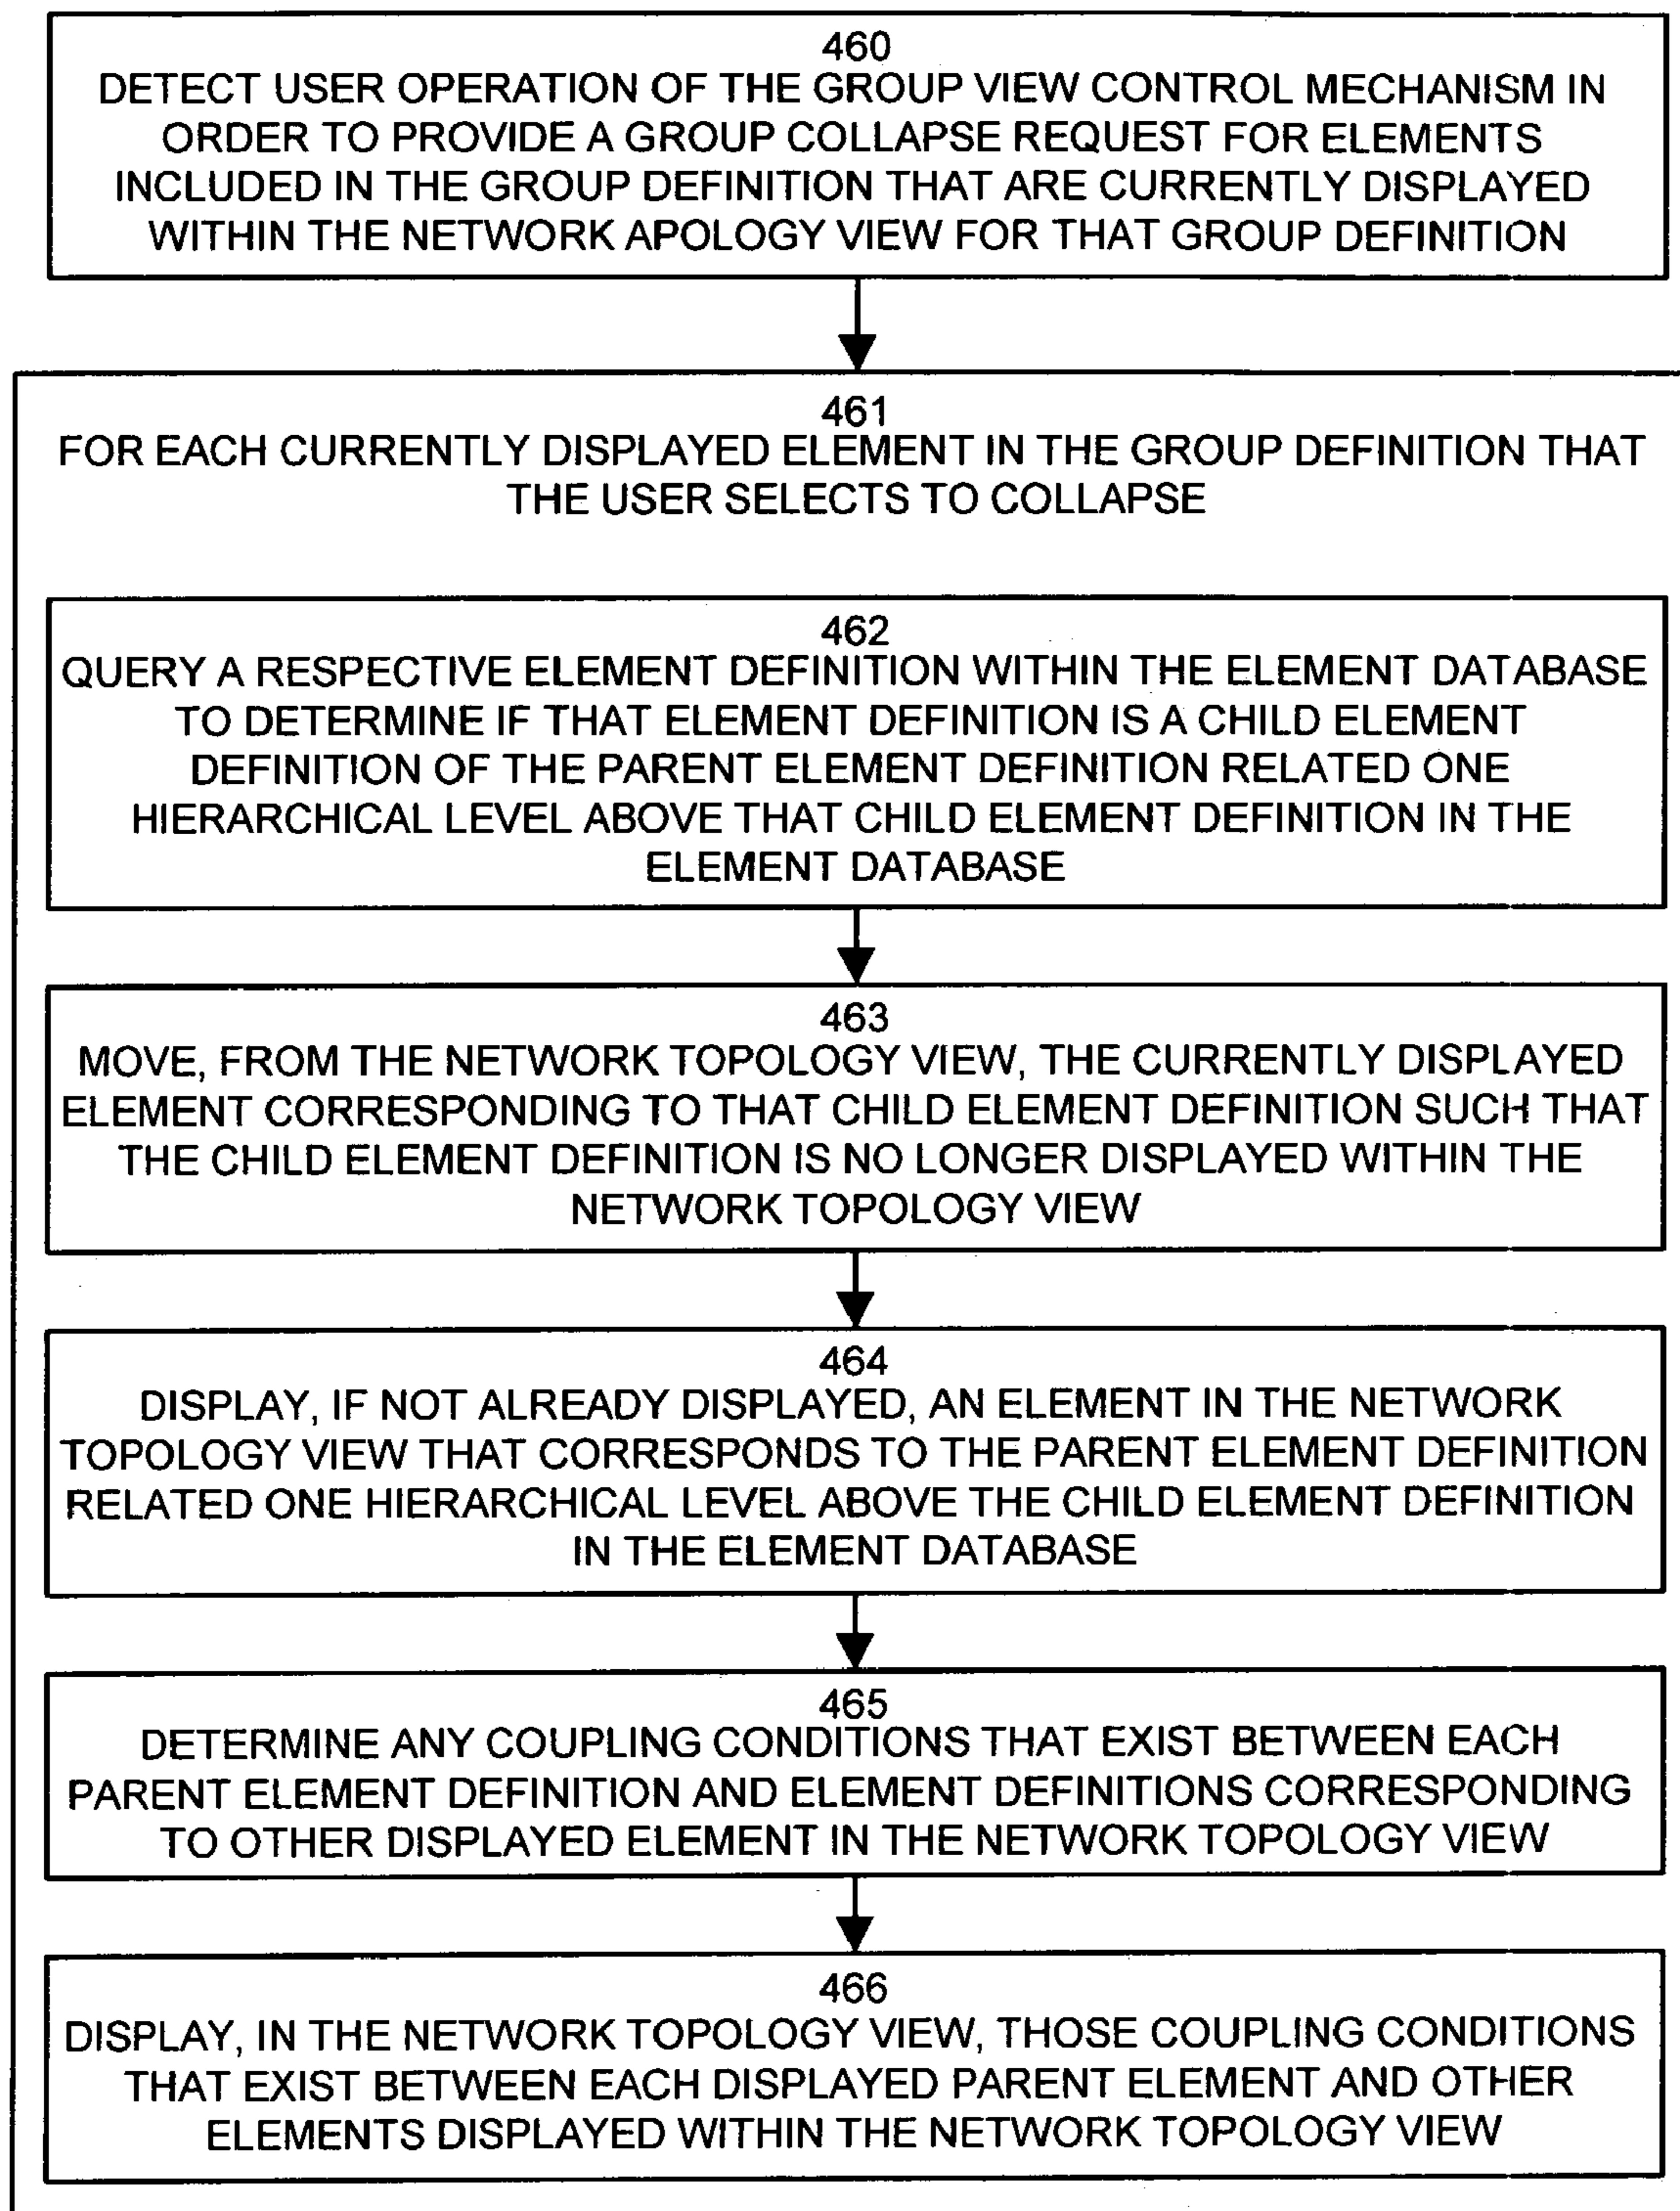 460
DETECT USER OPERATION OF THE GROUP VIEW CONTROL MECHANISM IN
ORDER TO PROVIDE A GROUP COLLAPSE REQUEST FOR ELEMENTS
INCLUDED IN THE GROUP DEFINITION THAT ARE CURRENTLY DISPLAYED
WITHIN THE NETWORK APOLOGY VIEW FOR THAT GROUP DEFINITION
461
FOR EACH CURRENTLY DISPLAYED ELEMENT IN THE GROUP DEFINITION THAT
THE USER SELECTS TO COLLAPSE
462
QUERY A RESPECTIVE ELEMENT DEFINITION WITHIN THE ELEMENT DATABASE
TO DETERMINE IF THAT ELEMENT DEFINITION IS A CHILD ELEMENT
DEFINITION OF THE PARENT ELEMENT DEFINITION RELATED ONE
HIERARCHICAL LEVEL ABOVE THAT CHILD ELEMENT DEFINITION IN THE
ELEMENT DATABASE
463
MOVE, FROM THE NETWORK TOPOLOGY VIEW, THE CURRENTLY DISPLAYED
ELEMENT CORRESPONDING TO THAT CHILD ELEMENT DEFINITION SUCH THAT
THE CHILD ELEMENT DEFINITION IS NO LONGER DISPLAYED WITHIN THE
NETWORK TOPOLOGY VIEW
464
DISPLAY, IF NOT ALREADY DISPLAYED, AN ELEMENT IN THE NETWORK
TOPOLOGY VIEW THAT CORRESPONDS TO THE PARENT ELEMENT DEFINITION
RELATED ONE HIERARCHICAL LEVEL ABOVE THE CHILD ELEMENT DEFINITION
IN THE ELEMENT DATABASE
465
DETERMINE ANY COUPLING CONDITIONS THAT EXIST BETWEEN EACH
PARENT ELEMENT DEFINITION AND ELEMENT DEFINITIONS CORRESPONDING
TO OTHER DISPLAYED ELEMENT IN THE NETWORK TOPOLOGY VIEW
466
DISPLAY, IN THE NETWORK TOPOLOGY VIEW, THOSE COUPLING CONDITIONS
THAT EXIST BETWEEN EACH DISPLAYED PARENT ELEMENT AND OTHER
ELEMENTS DISPLAYED WITHIN THE NETWORK TOPOLOGY VIEW